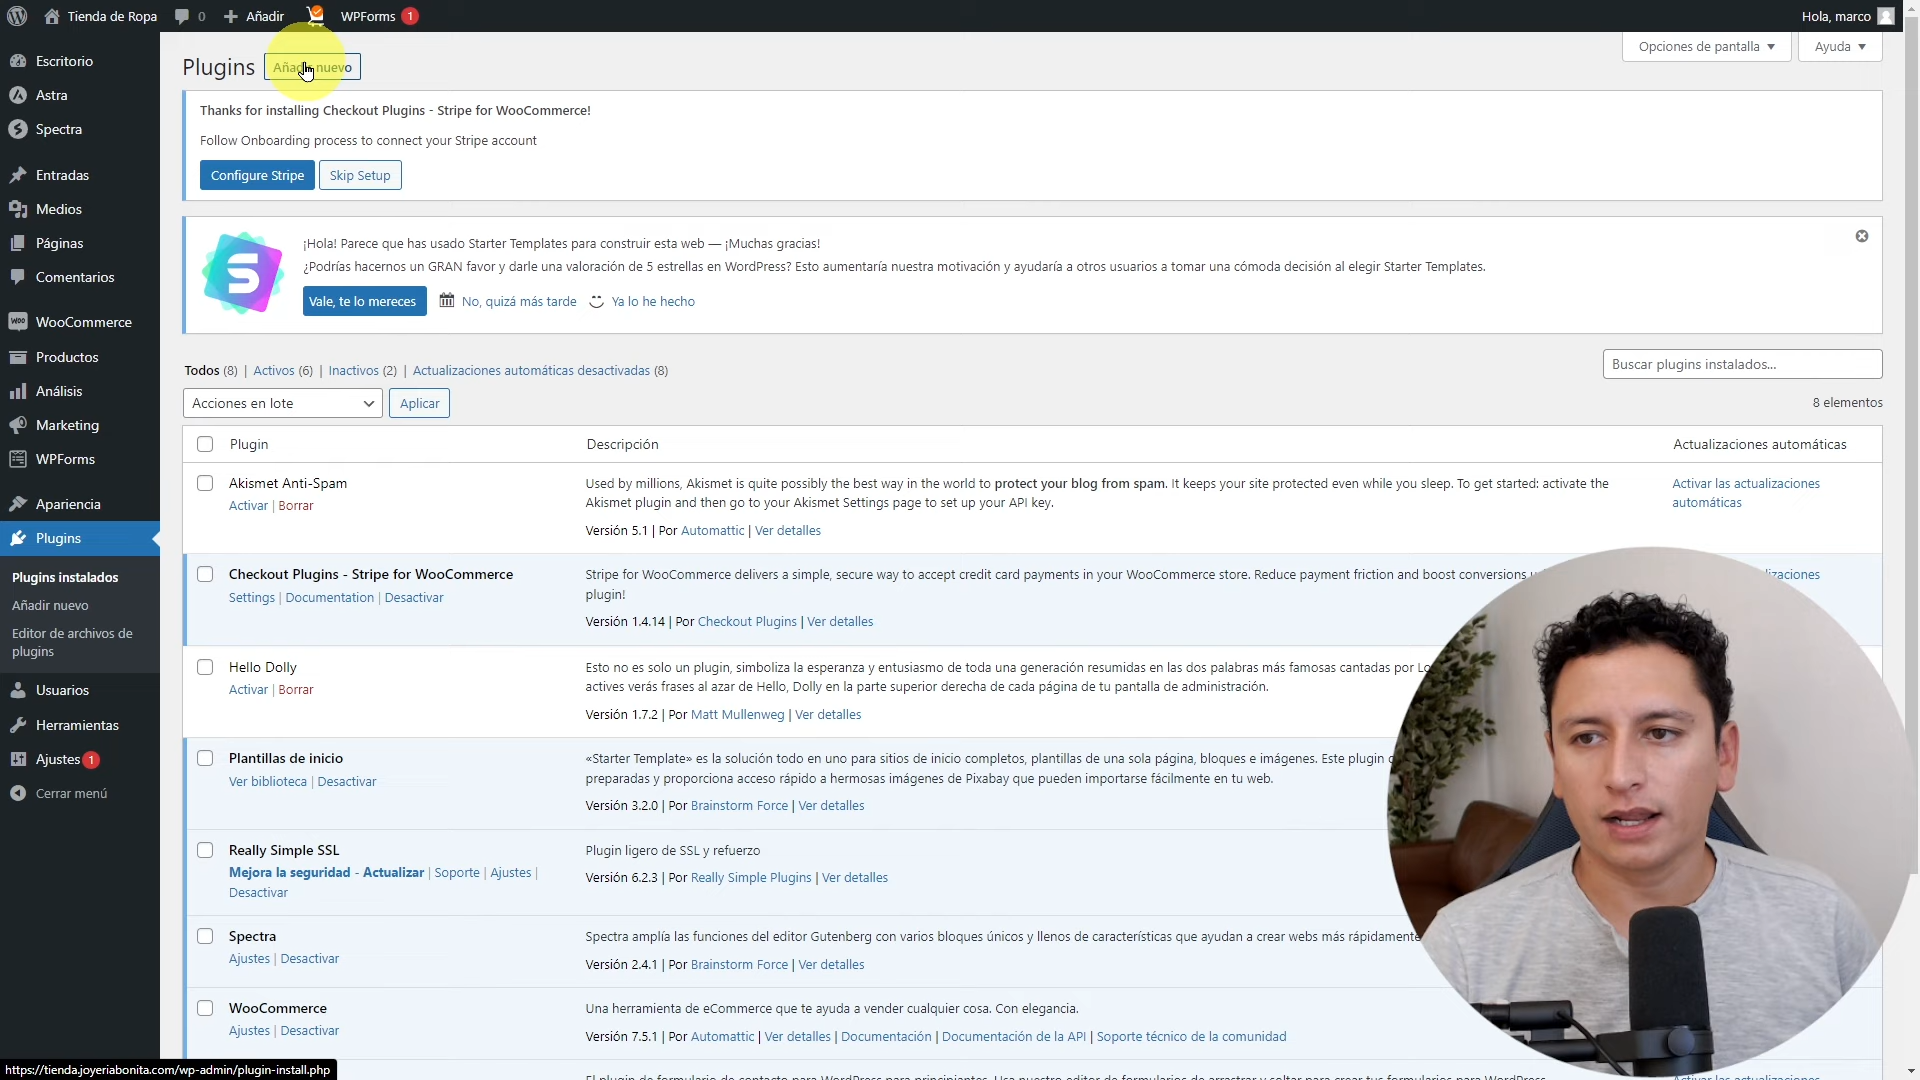 Tienda de Ropa 0 Añadir WPForms 1 Hola, marco
Opciones de pantalla Ayuda
Escritorio
Astra
Spectra
Entradas
Medios
Páginas
Comentarios
WooCommerce
Productos
Análisis
Marketing
WPForms
Apariencia
Plugins
Plugins instalados
Añadir nuevo
Editor de archivos de
plugins
Usuarios
Herramientas
Ajustes 1
Cerrar menú
Plugins Añadir nuevo
Thanks for installing Checkout Plugins - Stripe for WooCommerce!
Follow Onboarding process to connect your Stripe account
Configure Stripe Skip Setup
¡Hola! Parece que has usado Starter Templates para construir esta web — ¡Muchas gracias!
¿Podrías hacernos un GRAN favor y darle una valoración de 5 estrellas en WordPress? Esto aumentaría nuestra motivación y ayudaría a otros usuarios a tomar una cómoda decisión al elegir Starter Templates.
Vale, te lo mereces No, quizá más tarde Ya lo he hecho
Todos (8) | Activos (6) | Inactivos (2) | Actualizaciones automáticas desactivadas (8)
Buscar plugins instalados...
Acciones en lote Aplicar
8 elementos
Plugin Descripción Actualizaciones automáticas
Akismet Anti-Spam
Activar | Borrar
Used by millions, Akismet is quite possibly the best way in the world to protect your blog from spam. It keeps your site protected even while you sleep. To get started: activate the
Akismet plugin and then go to your Akismet Settings page to set up your API key.
Versión 5.1 | Por Automattic | Ver detalles
Activar las actualizaciones
automáticas
Checkout Plugins - Stripe for WooCommerce
Settings | Documentation | Desactivar
Stripe for WooCommerce delivers a simple, secure way to accept credit card payments in your WooCommerce store. Reduce payment friction and boost conversions
plugin!
Versión 1.4.14 | Por Checkout Plugins | Ver detalles
Hello Dolly
Activar | Borrar
Esto no es solo un plugin, simboliza la esperanza y entusiasmo de toda una generación resumidas en las dos palabras más famosas cantadas por
actives verás frases al azar de Hello, Dolly en la parte superior derecha de cada página de tu pantalla de administración.
Versión 1.7.2 | Por Matt Mullenweg | Ver detalles
Plantillas de inicio
Ver biblioteca | Desactivar
«Starter Template» es la solución todo en uno para sitios de inicio completos, plantillas de una sola página, bloques e imágenes. Este plugin
preparadas y proporciona acceso rápido a hermosas imágenes de Pixabay que pueden importarse fácilmente en tu web.
Versión 3.2.0 | Por Brainstorm Force | Ver detalles
Really Simple SSL
Mejora la seguridad - Actualizar | Soporte | Ajustes |
Desactivar
Plugin ligero de SSL y refuerzo
Versión 6.2.3 | Por Really Simple Plugins | Ver detalles
Spectra
Ajustes | Desactivar
Spectra amplía las funciones del editor Gutenberg con varios bloques únicos y llenos de características que ayudan a crear webs más rápidamente
Versión 2.4.1 | Por Brainstorm Force | Ver detalles
WooCommerce
Ajustes | Desactivar
Una herramienta de eCommerce que te ayuda a vender cualquier cosa. Con elegancia.
Versión 7.5.1 | Por Automattic | Ver detalles | Documentación | Documentación de la API | Soporte técnico de la comunidad
https://tienda.joyeriabonita.com/wp-admin/plugin-install.php